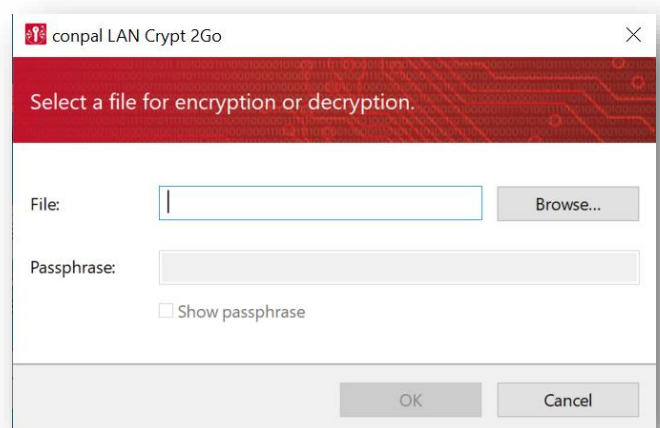 conpal LAN Crypt 2Go
Select a file for encryption or decryption.
File:
Browse...
Passphrase:
Show passphrase
OK
Cancel